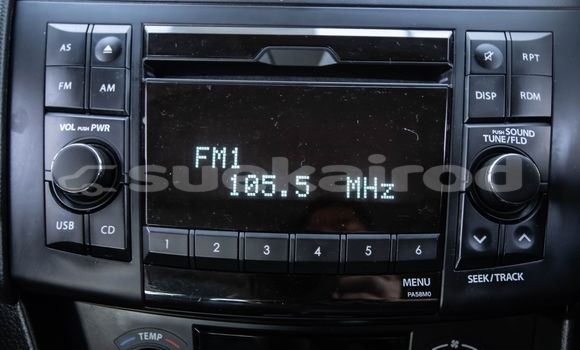 AS
FM
AM
VOL PUSH PWR
USB
CD
FM1
105.5 MHz
1 2 3 4 5 6
MENU
PA58M0
RPT
DISP
RDM
PUSH SOUND
TUNE/FLD
SEEK/TRACK
TEMP
suokairod